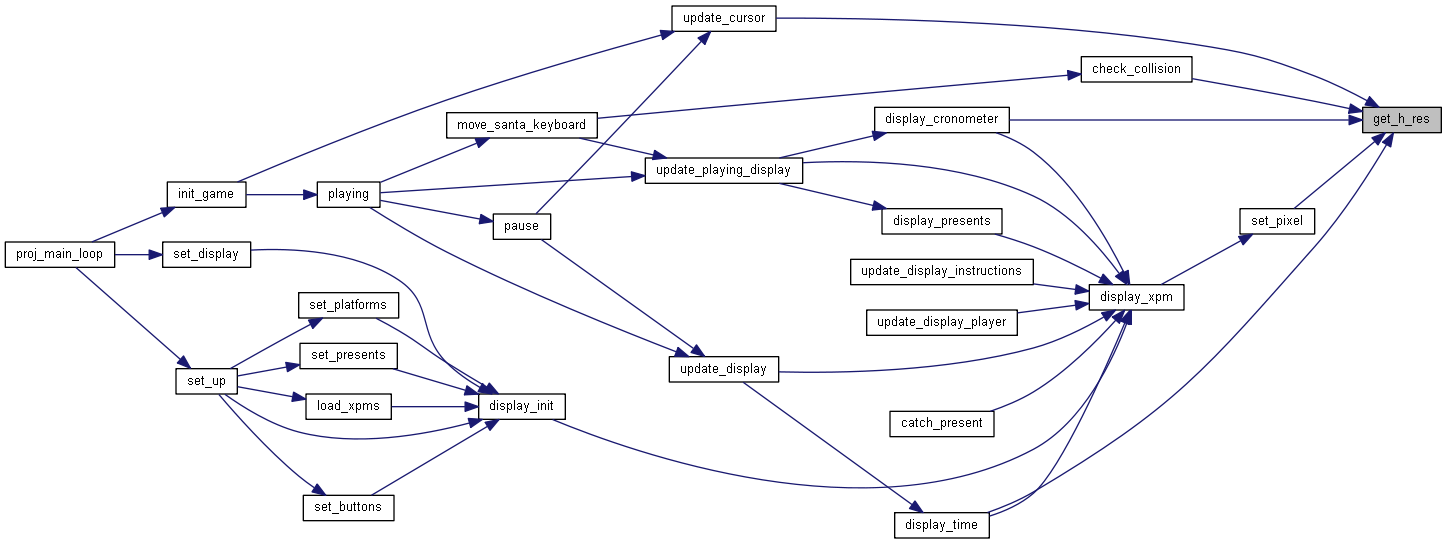 update_cursor
check_collision
get_h_res
display_cronometer
move_santa_keyboard
update_playing_display
init_game
playing
display_presents
set_pixel
pause
proj_main_loop
set_display
update_display_instructions
display_xpm
set_platforms
update_display_player
set_presents
update_display
set_up
load_xpms
display_init
catch_present
set_buttons
display_time